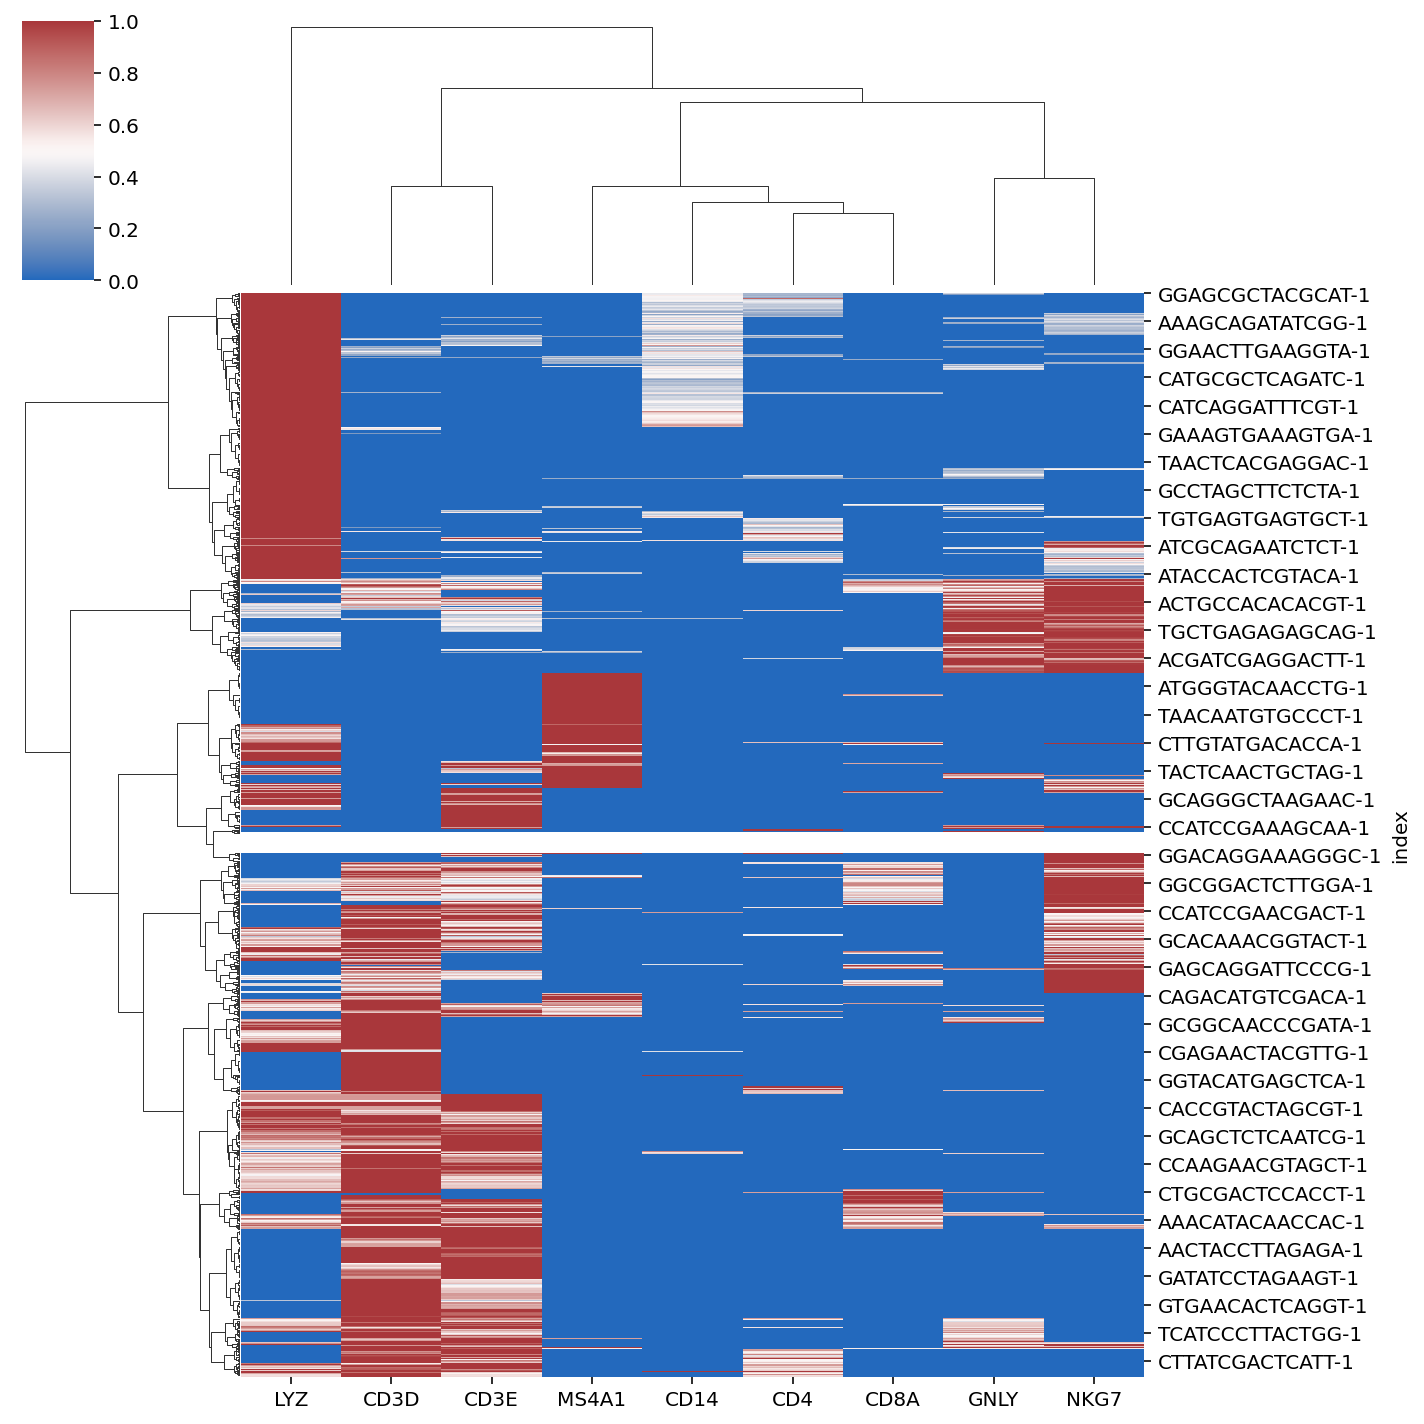 1.0
0.8
0.6
0.4
0.2
0.0
GGAGCGCTACGCAT-1
AAAGCAGATATCGG-1
GGAACTTGAAGGTA-1
CATGCGCTCAGATC-1
CATCAGGATTTCGT-1
GAAAGTGAAAGTGA-1
TAACTCACGAGGAC-1
GCCTAGCTTCTCTA-1
TGTGAGTGAGTGCT-1
ATCGCAGAATCTCT-1
ATACCACTCGTACA-1
ACTGCCACACACGT-1
TGCTGAGAGAGCAG-1
ACGATCGAGGACTT-1
ATGGGTACAACCTG-1
TAACAATGTGCCCT-1
CTTGTATGACACCA-1
TACTCAACTGCTAG-1
GCAGGGCTAAGAAC-1
CCATCCGAAAGCAA-1
GGACAGGAAAGGGC-1
GGCGGACTCTTGGA-1
CCATCCGAACGACT-1
GCACAAACGGTACT-1
GAGCAGGATTCCCG-1
CAGACATGTCGACA-1
GCGGCAACCCGATA-1
CGAGAACTACGTTG-1
GGTACATGAGCTCA-1
CACCGTACTAGCGT-1
GCAGCTCTCAATCG-1
CCAAGAACGTAGCT-1
CTGCGACTCCACCT-1
AAACATACAACCAC-1
AACTACCTTAGAGA-1
GATATCCTAGAAGT-1
GTGAACACTCAGGT-1
TCATCCCTTACTGG-1
CTTATCGACTCATT-1
index
LYZ
CD3D
CD3E
MS4A1
CD14
CD4
CD8A
GNLY
NKG7